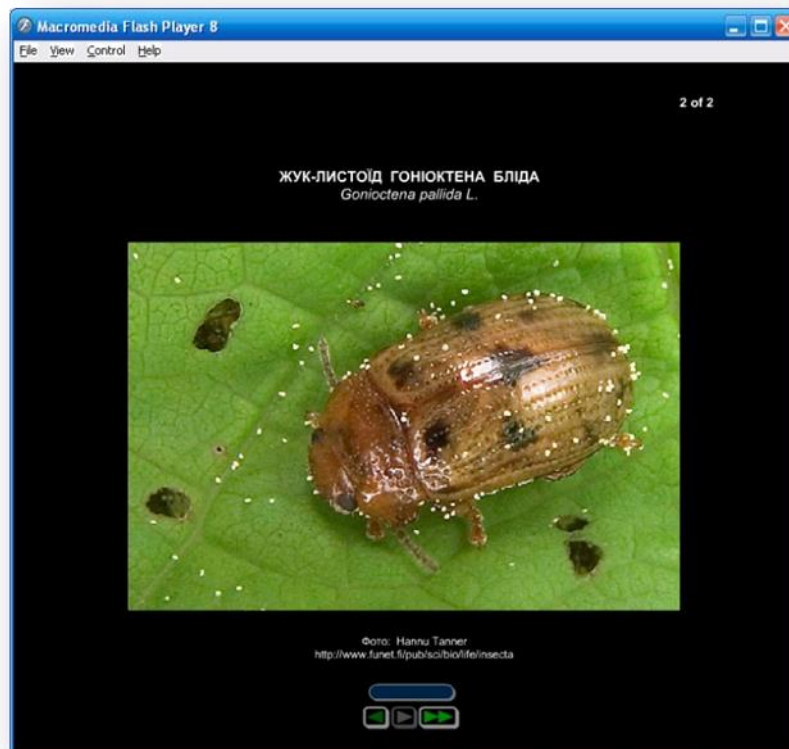 Macromedia Flash Player 8
File View Control Help
2 of 2
ЖУК-ЛИСТОЇД ГОНІОКТЕНА БЛІДА
Gonioctena pallida L.
Фото: Hannu Tanner
http://www.funet.fi/pub/sci/bio/life/insecta